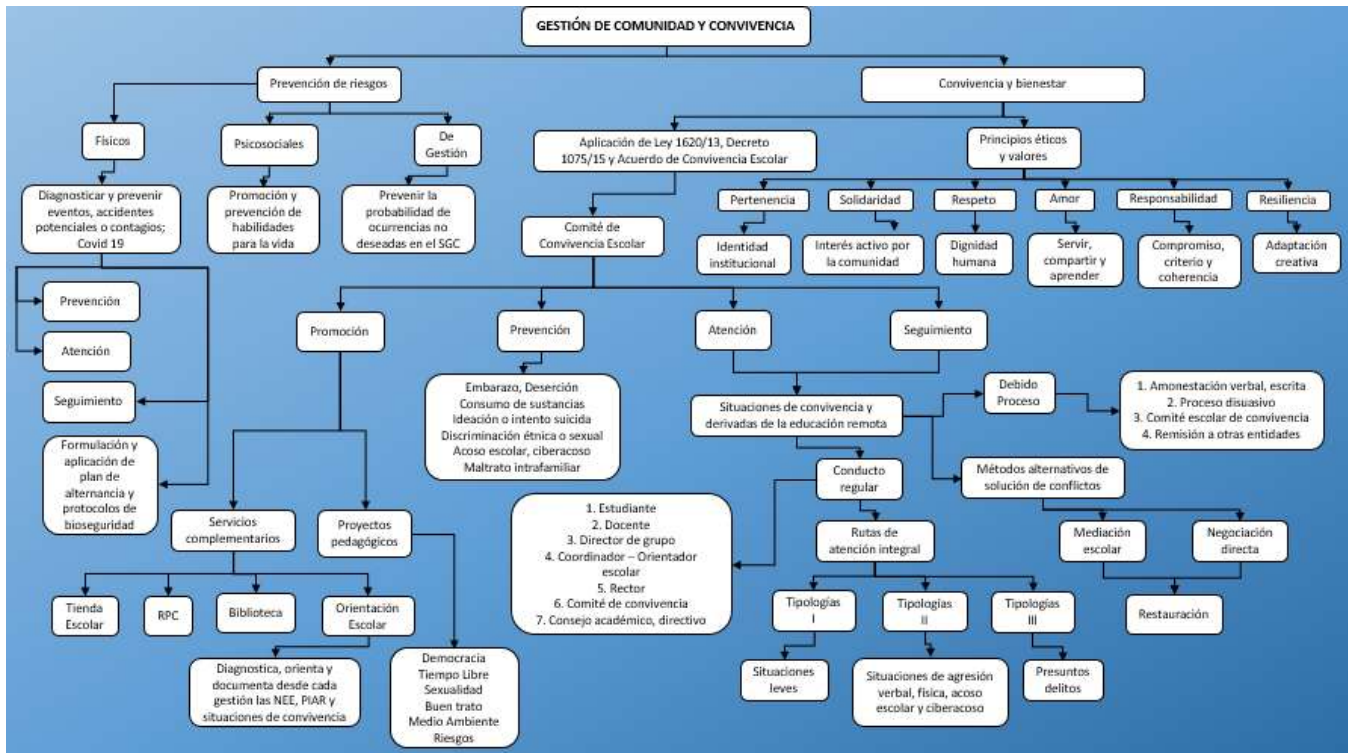 GESTIÓN DE COMUNIDAD Y CONVIVENCIA
Prevención de riesgos
Convivencia y bienestar
Físicos
Psicosociales
De
Gestión
Aplicación de Ley 1620/13, Decreto
1075/15 y Acuerdo de Convivencia Escolar
Principios éticos
y valores
Diagnosticar y prevenir
eventos, accidentes
potenciales o contagios;
Covid 19
Promoción y
prevención de
habilidades
para la vida
Prevenir la
probabilidad de
ocurrencias no
deseadas en el SGC
Comité de
Convivencia Escolar
Pertenencia
Solidaridad
Respeto
Amor
Responsabilidad
Resiliencia
Identidad
institucional
Interés activo por
la comunidad
Dignidad
humana
Servir,
compartir y
aprender
Compromiso,
criterio y
coherencia
Adaptación
creativa
Prevención
Atención
Seguimiento
Formulación y
aplicación de
plan de
alternancia y
protocolos de
bioseguridad
Promoción
Prevención
Atención
Seguimiento
Embarazo, Deserción
Consumo de sustancias
Ideación o intento suicida
Discriminación étnica o sexual
Acoso escolar, ciberacoso
Maltrato intrafamiliar
Situaciones de convivencia y
derivadas de la educación remota
Debido
Proceso
1. Amonestación verbal, escrita
2. Proceso disuasivo
3. Comité escolar de convivencia
4. Remisión a otras entidades
Conducto
regular
Métodos alternativos de
solución de conflictos
1. Estudiante
2. Docente
3. Director de grupo
4. Coordinador – Orientador
escolar
5. Rector
6. Comité de convivencia
7. Consejo académico, directivo
Rutas de
atención integral
Mediación
escolar
Negociación
directa
Restauración
Servicios
complementarios
Proyectos
pedagógicos
Tienda
Escolar
RPC
Biblioteca
Orientación
Escolar
Tipologías
I
Tipologías
II
Tipologías
III
Diagnostica, orienta y
documenta desde cada
gestión las NEE, PIAR y
situaciones de convivencia
Democracia
Tiempo Libre
Sexualidad
Buen trato
Medio Ambiente
Riesgos
Situaciones
leves
Situaciones de agresión
verbal, física, acoso
escolar y ciberacoso
Presuntos
delitos